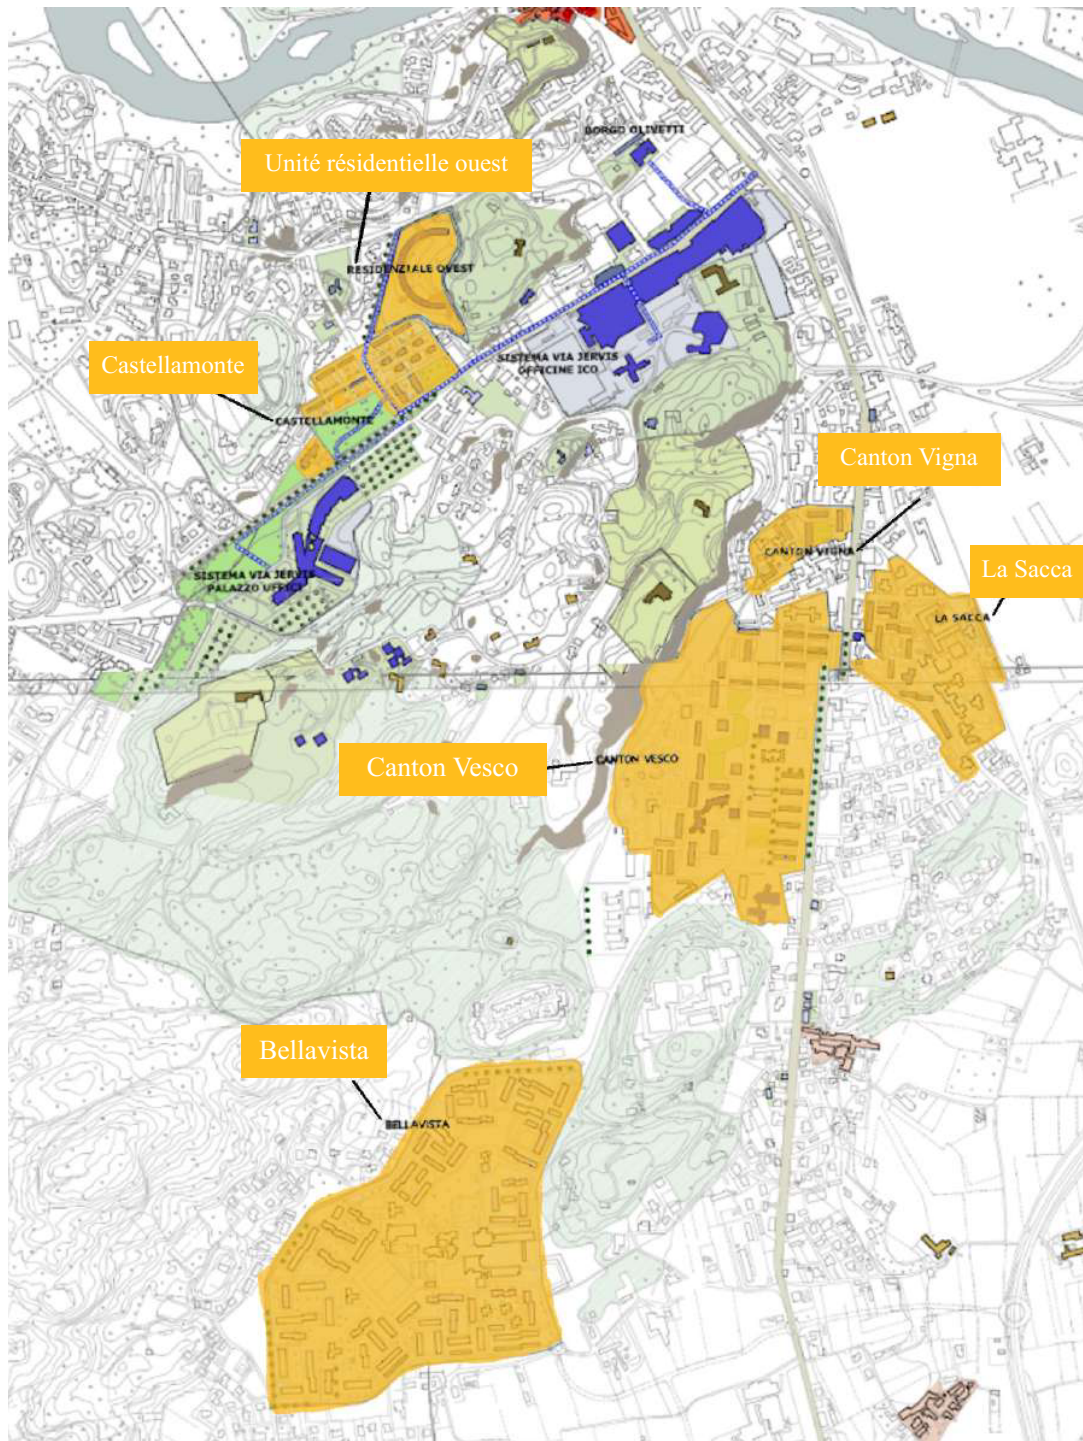 BORGO OLIVETTI
Unité résidentielle ouest
RESIDENZIALE OVEST
SISTEMA VIA JERVIS
OFFICINE ICO
Castellamonte
CASTELLAMONTE
Canton Vigna
CANTON VIGNA
La Sacca
SISTEMA VIA JERVIS
PALAZZO UFFICI
LA SACCA
Canton Vesco
CANTON VESCO
Bellavista
BELLAVISTA